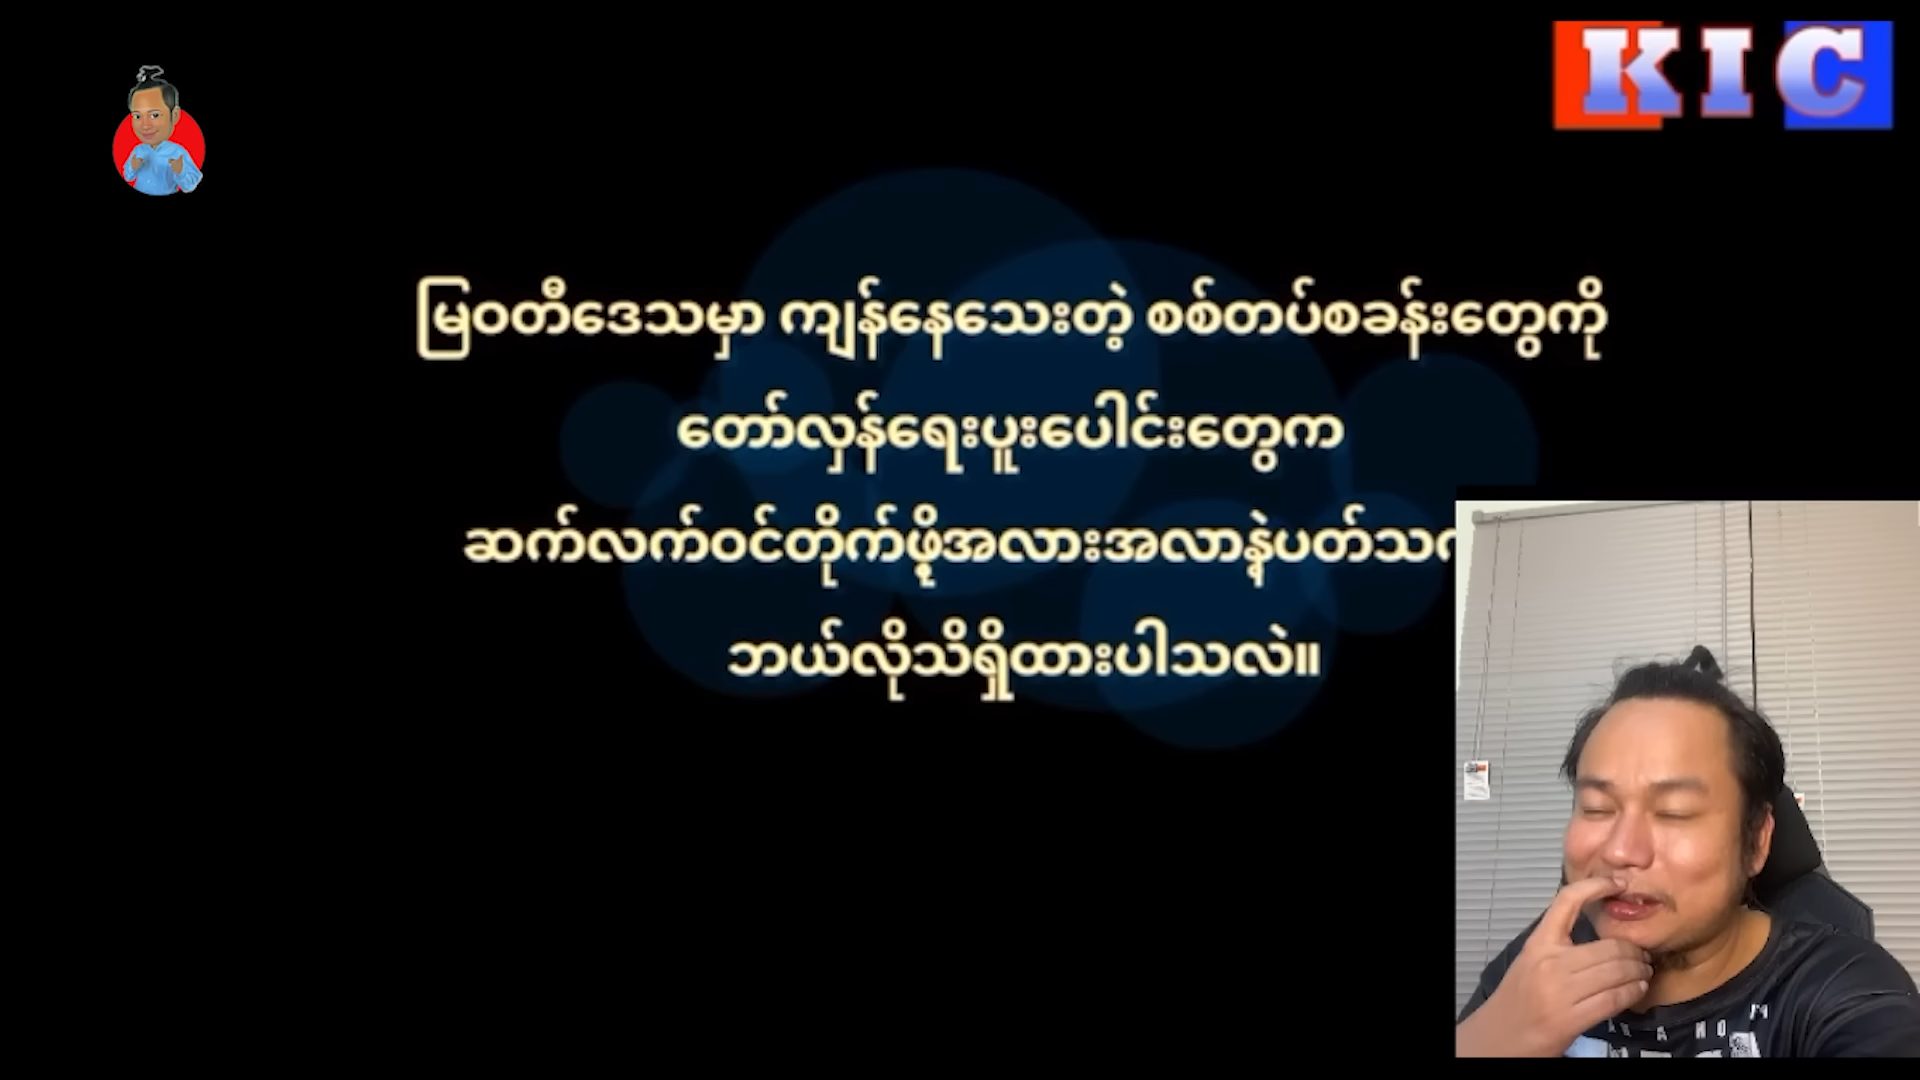 KIC
မြဝတီဒေသမှာ ကျန်နေသေးတဲ့ စစ်တပ်စခန်းတွေကို
တော်လှန်ရေးပူးပေါင်းတွေက
ဆက်လက်ဝင်တိုက်ဖို့အလားအလာနဲ့ပတ်သ
ဘယ်လိုသိရှိထားပါသလဲ။